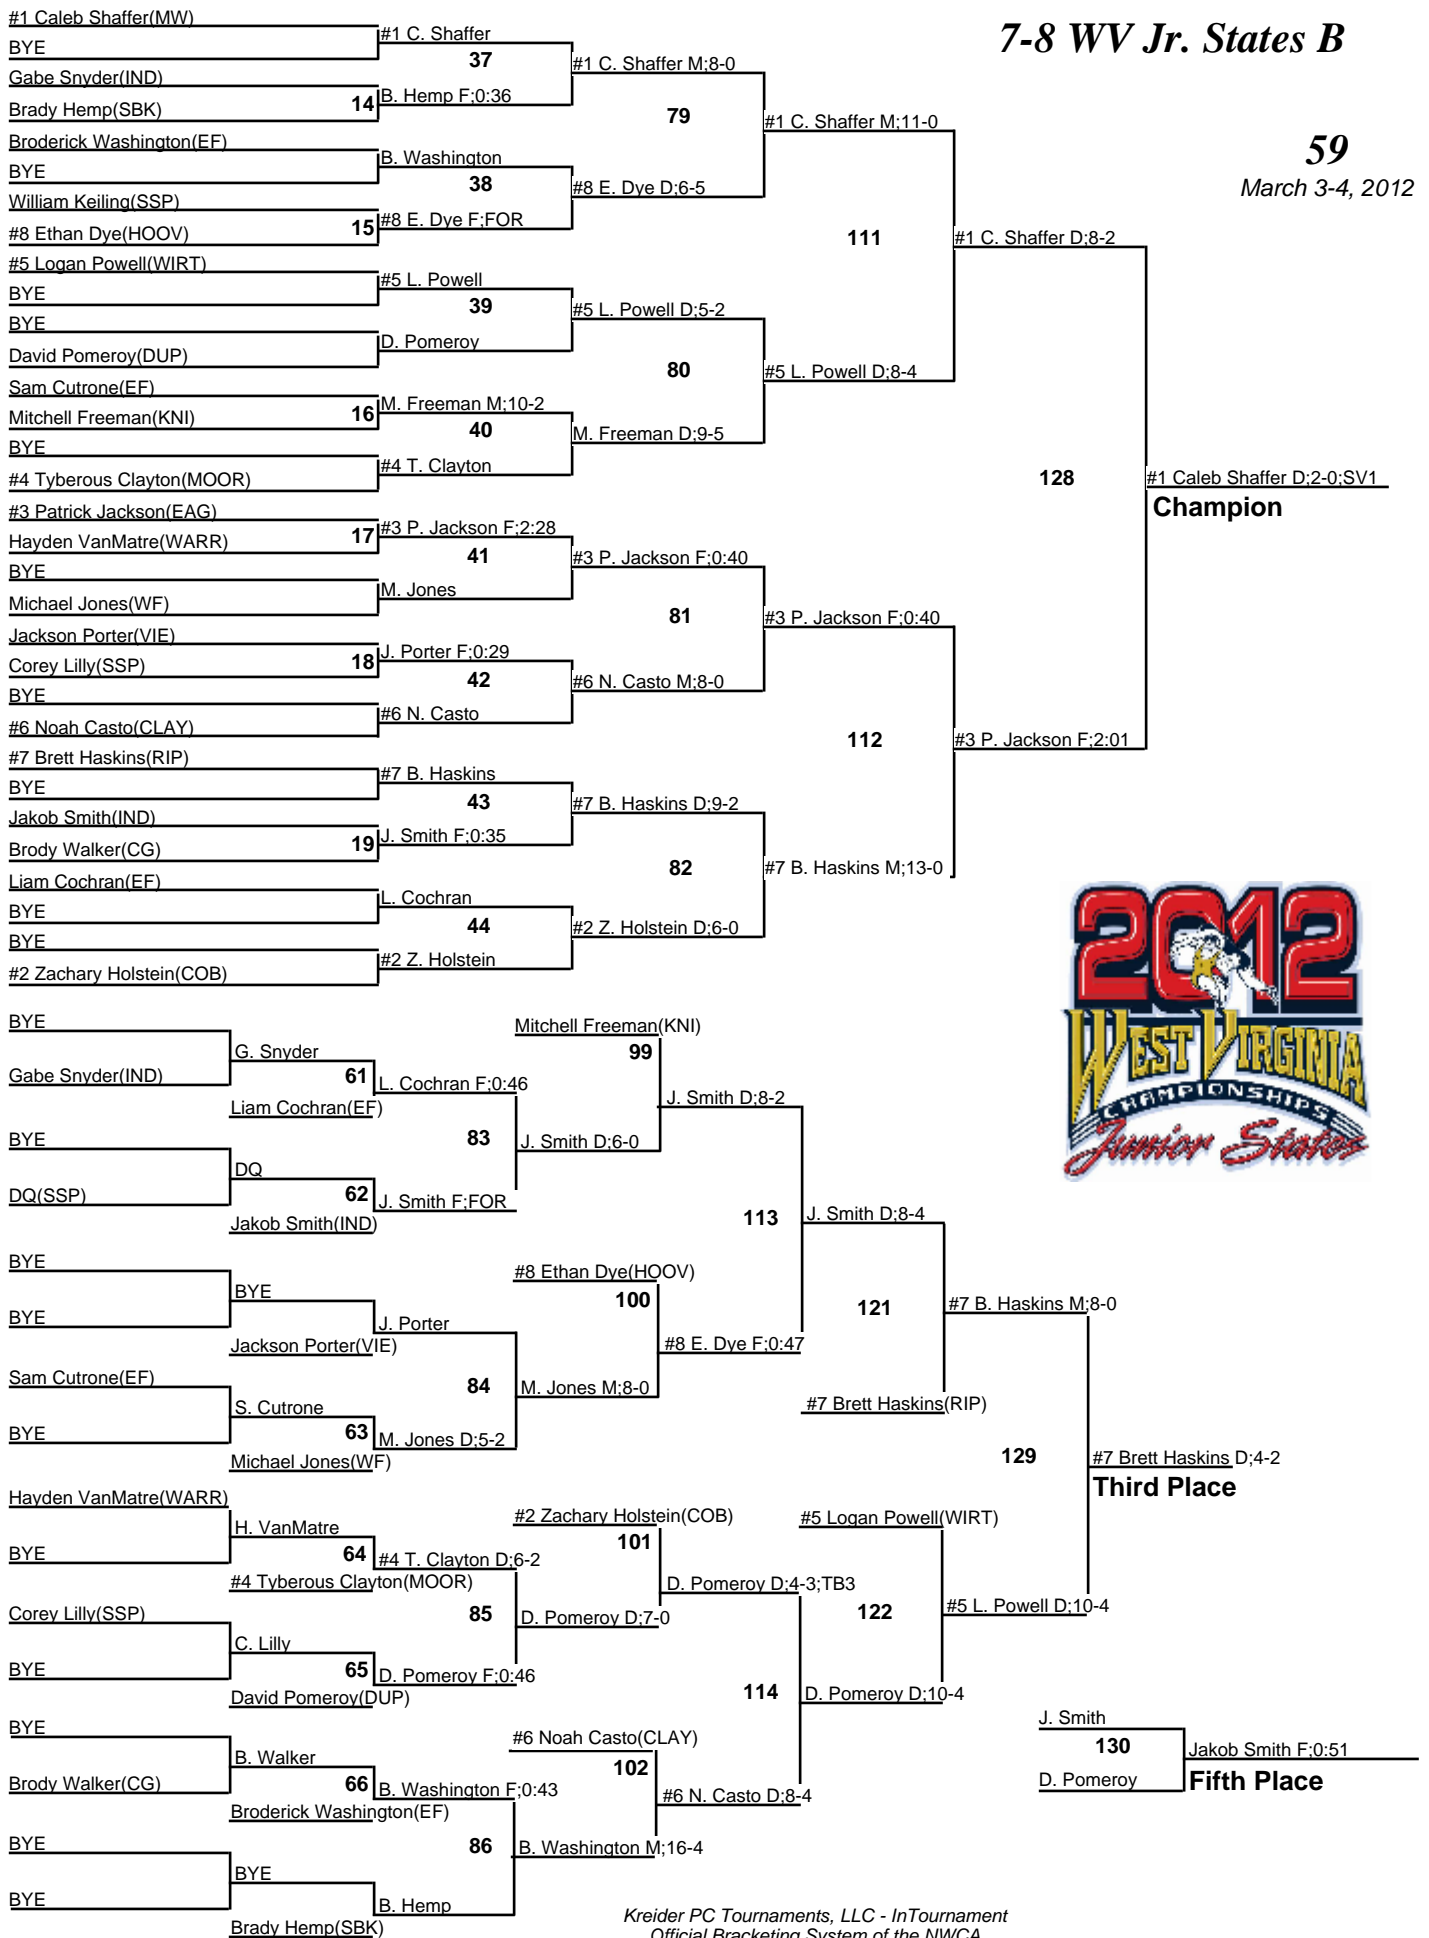 7-8 WV Jr. States B
59
March 3-4, 2012
#1 Caleb Shaffer(MW)
BYE
Gabe Snyder(IND)
Brady Hemp(SBK)
Broderick Washington(EF)
BYE
William Keiling(SSP)
#8 Ethan Dye(HOOV)
#5 Logan Powell(WIRT)
BYE
BYE
David Pomeroy(DUP)
Sam Cutrone(EF)
Mitchell Freeman(KNI)
BYE
#4 Tyberous Clayton(MOOR)
#3 Patrick Jackson(EAG)
Hayden VanMatre(WARR)
BYE
Michael Jones(WF)
Jackson Porter(VIE)
Corey Lilly(SSP)
BYE
#6 Noah Casto(CLAY)
#7 Brett Haskins(RIP)
BYE
Jakob Smith(IND)
Brody Walker(CG)
Liam Cochran(EF)
BYE
BYE
#2 Zachary Holstein(COB)
14
15
16
17
18
19
#1 C. Shaffer
B. Hemp F;0:36
B. Washington
#8 E. Dye F;FOR
#5 L. Powell
D. Pomeroy
M. Freeman M;10-2
#4 T. Clayton
#3 P. Jackson F;2:28
M. Jones
J. Porter F;0:29
#6 N. Casto
#7 B. Haskins
J. Smith F;0:35
L. Cochran
#2 Z. Holstein
37
38
39
40
41
42
43
44
#1 C. Shaffer M;8-0
#8 E. Dye D;6-5
#5 L. Powell D;5-2
M. Freeman D;9-5
#3 P. Jackson F;0:40
#6 N. Casto M;8-0
#7 B. Haskins D;9-2
#2 Z. Holstein D;6-0
79
80
81
82
#1 C. Shaffer M;11-0
#5 L. Powell D;8-4
#3 P. Jackson F;0:40
#7 B. Haskins M;13-0
111
112
#1 C. Shaffer D;8-2
#3 P. Jackson F;2:01
128
#1 Caleb Shaffer D;2-0;SV1
Champion
2012
WEST VIRGINIA
CHAMPIONSHIPS
Junior States
BYE
Gabe Snyder(IND)
BYE
DQ(SSP)
BYE
BYE
Sam Cutrone(EF)
BYE
Hayden VanMatre(WARR)
BYE
Corey Lilly(SSP)
BYE
BYE
Brody Walker(CG)
BYE
BYE
G. Snyder
61
Liam Cochran(EF)
DQ
62
Jakob Smith(IND)
BYE
Jackson Porter(VIE)
S. Cutrone
63
Michael Jones(WF)
H. VanMatre
64
#4 Tyberous Clayton(MOOR)
C. Lilly
65
David Pomeroy(DUP)
B. Walker
66
Broderick Washington(EF)
BYE
Brady Hemp(SBK)
L. Cochran F;0:46
83
J. Smith F;FOR
J. Porter
84
M. Jones D;5-2
#4 T. Clayton D;6-2
85
D. Pomeroy F;0:46
B. Washington F;0:43
86
B. Hemp
Mitchell Freeman(KNI)
99
J. Smith D;6-0
#8 Ethan Dye(HOOV)
100
M. Jones M;8-0
#2 Zachary Holstein(COB)
101
D. Pomeroy D;7-0
#6 Noah Casto(CLAY)
102
B. Washington M;16-4
J. Smith D;8-2
113
#8 E. Dye F;0:47
D. Pomeroy D;4-3;TB3
114
#6 N. Casto D;8-4
J. Smith D;8-4
121
#7 Brett Haskins(RIP)
#5 Logan Powell(WIRT)
122
D. Pomeroy D;10-4
#7 B. Haskins M;8-0
129
#5 L. Powell D;10-4
#7 Brett Haskins D;4-2
Third Place
J. Smith
130
D. Pomeroy
Jakob Smith F;0:51
Fifth Place
Kreider PC Tournaments, LLC - InTournament
Official Bracketing System of the NWCA